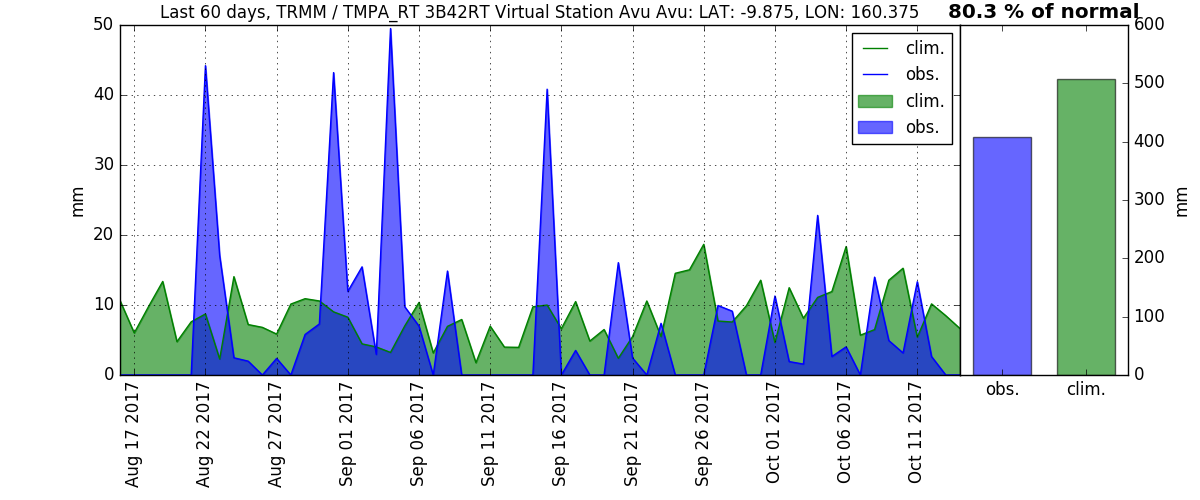 Last 60 days, TRMM / TMPA_RT 3B42RT Virtual Station Avu Avu: LAT: -9.875, LON: 160.375
80.3 % of normal
50
40
30
20
10
0
mm
clim.
obs.
clim.
obs.
600
500
400
300
200
100
0
mm
Aug 17 2017
Aug 22 2017
Aug 27 2017
Sep 01 2017
Sep 06 2017
Sep 11 2017
Sep 16 2017
Sep 21 2017
Sep 26 2017
Oct 01 2017
Oct 06 2017
Oct 11 2017
obs.
clim.